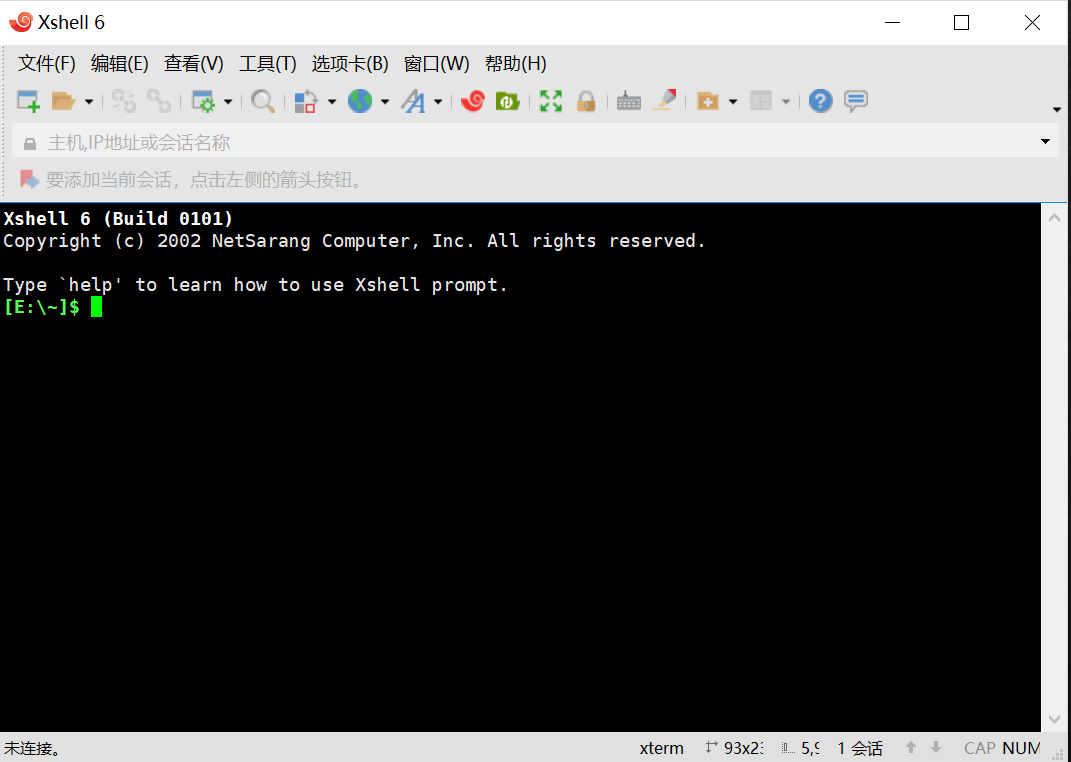 Xshell 6
文件(F) 编辑(E) 查看(V) 工具(T) 选项卡(B) 窗口(W) 帮助(H)
主机,IP地址或会话名称
要添加当前会话，点击左侧的箭头按钮。
Xshell 6 (Build 0101)
Copyright (c) 2002 NetSarang Computer, Inc. All rights reserved.
Type `help' to learn how to use Xshell prompt.
[E:\~]$
未连接。 xterm 93x23 5,9 1 会话 CAP NUM